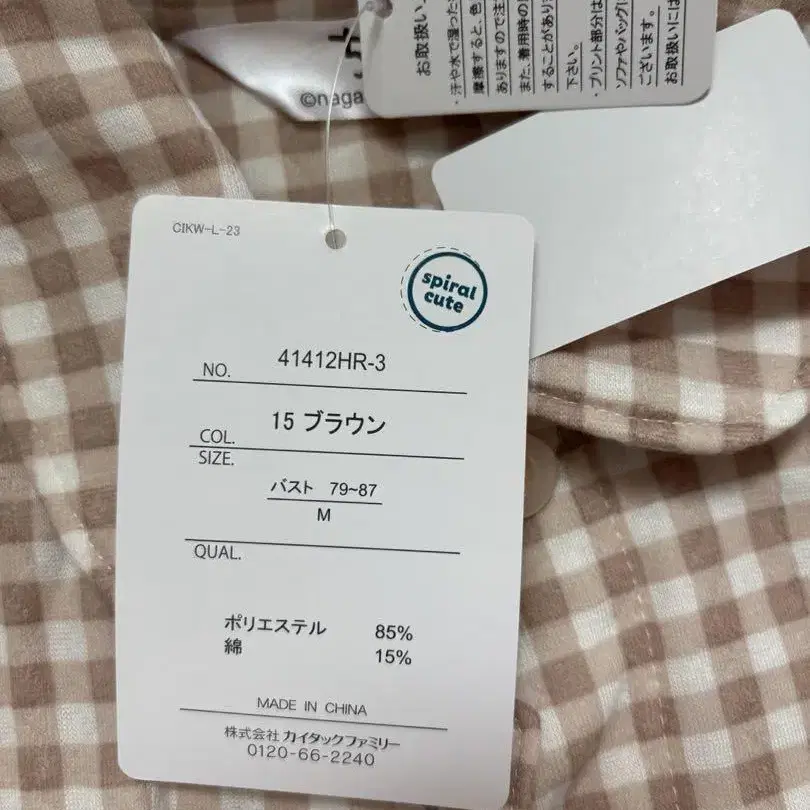 お取扱い
・汗や水で湿った
摩擦すると、色
ありますので注
また、着用時の
することがあり
下さい。
・プリント部分は
ソファやバッグに
ございます。
お取扱いには
©naga
CIKW-L-23
spiral
cute
NO. 41412HR-3
COL. 15 ブラウン
SIZE.
バスト 79~87
M
QUAL.
ポリエステル 85%
綿 15%
MADE IN CHINA
株式会社 カイタックファミリー
0120-66-2240